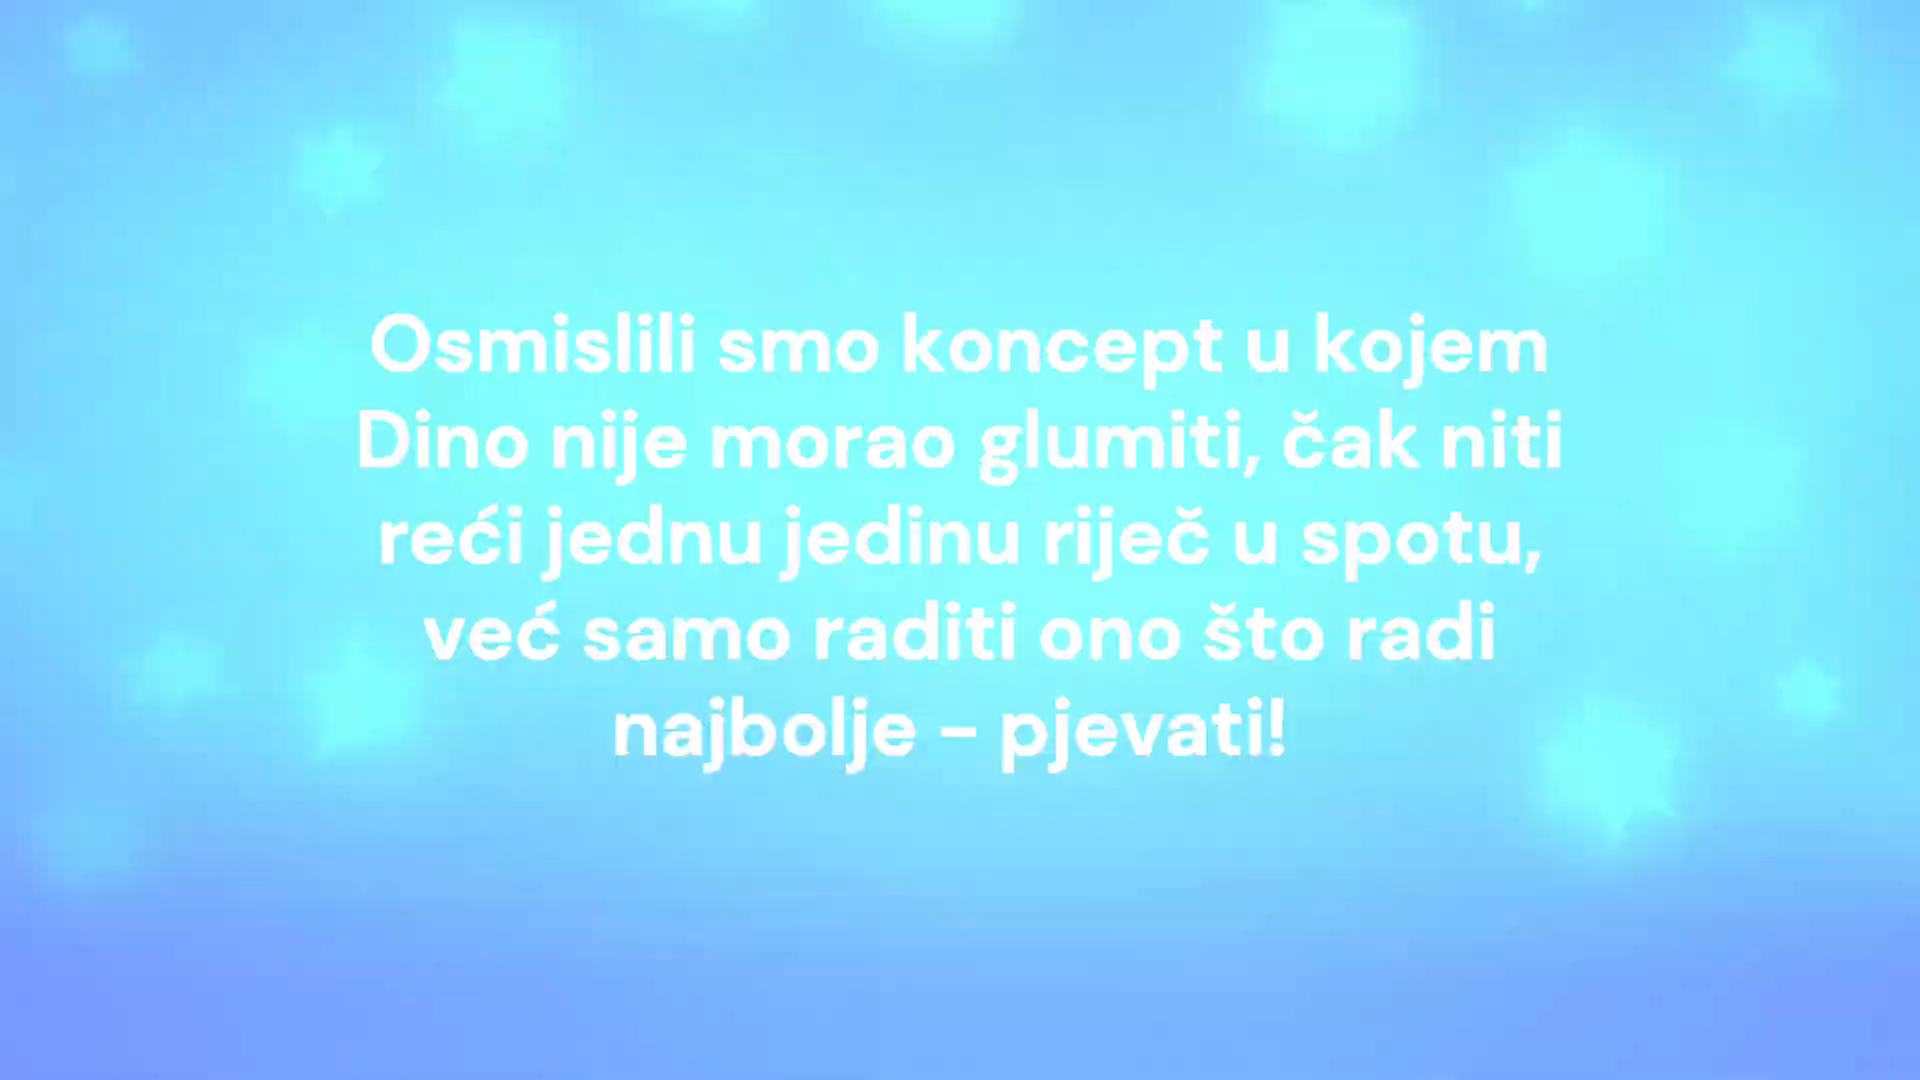 Osmislili smo koncept u kojem
Dino nije morao glumiti, čak niti
reći jednu jedinu riječ u spotu,
već samo raditi ono što radi
najbolje – pjevati!